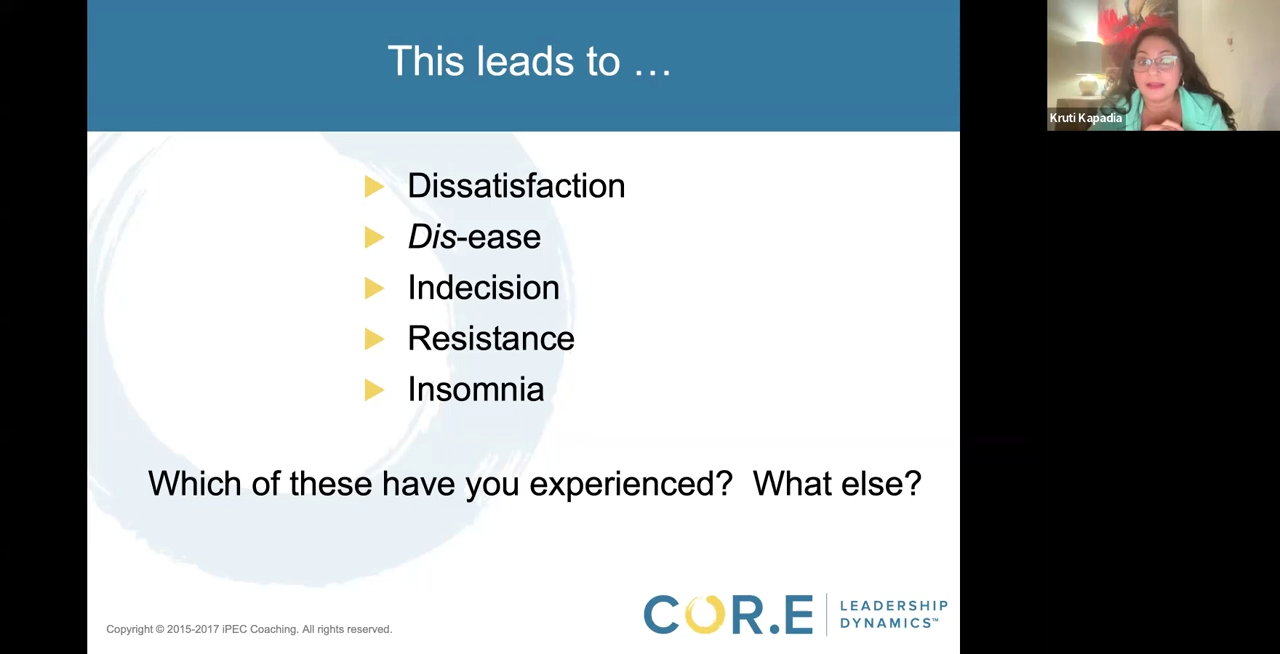 This leads to …
Kruti Kapadia
Dissatisfaction
Dis-ease
Indecision
Resistance
Insomnia
Which of these have you experienced?  What else?
Copyright © 2015-2017 iPEC Coaching. All rights reserved.
COR.E
LEADERSHIP
DYNAMICS™